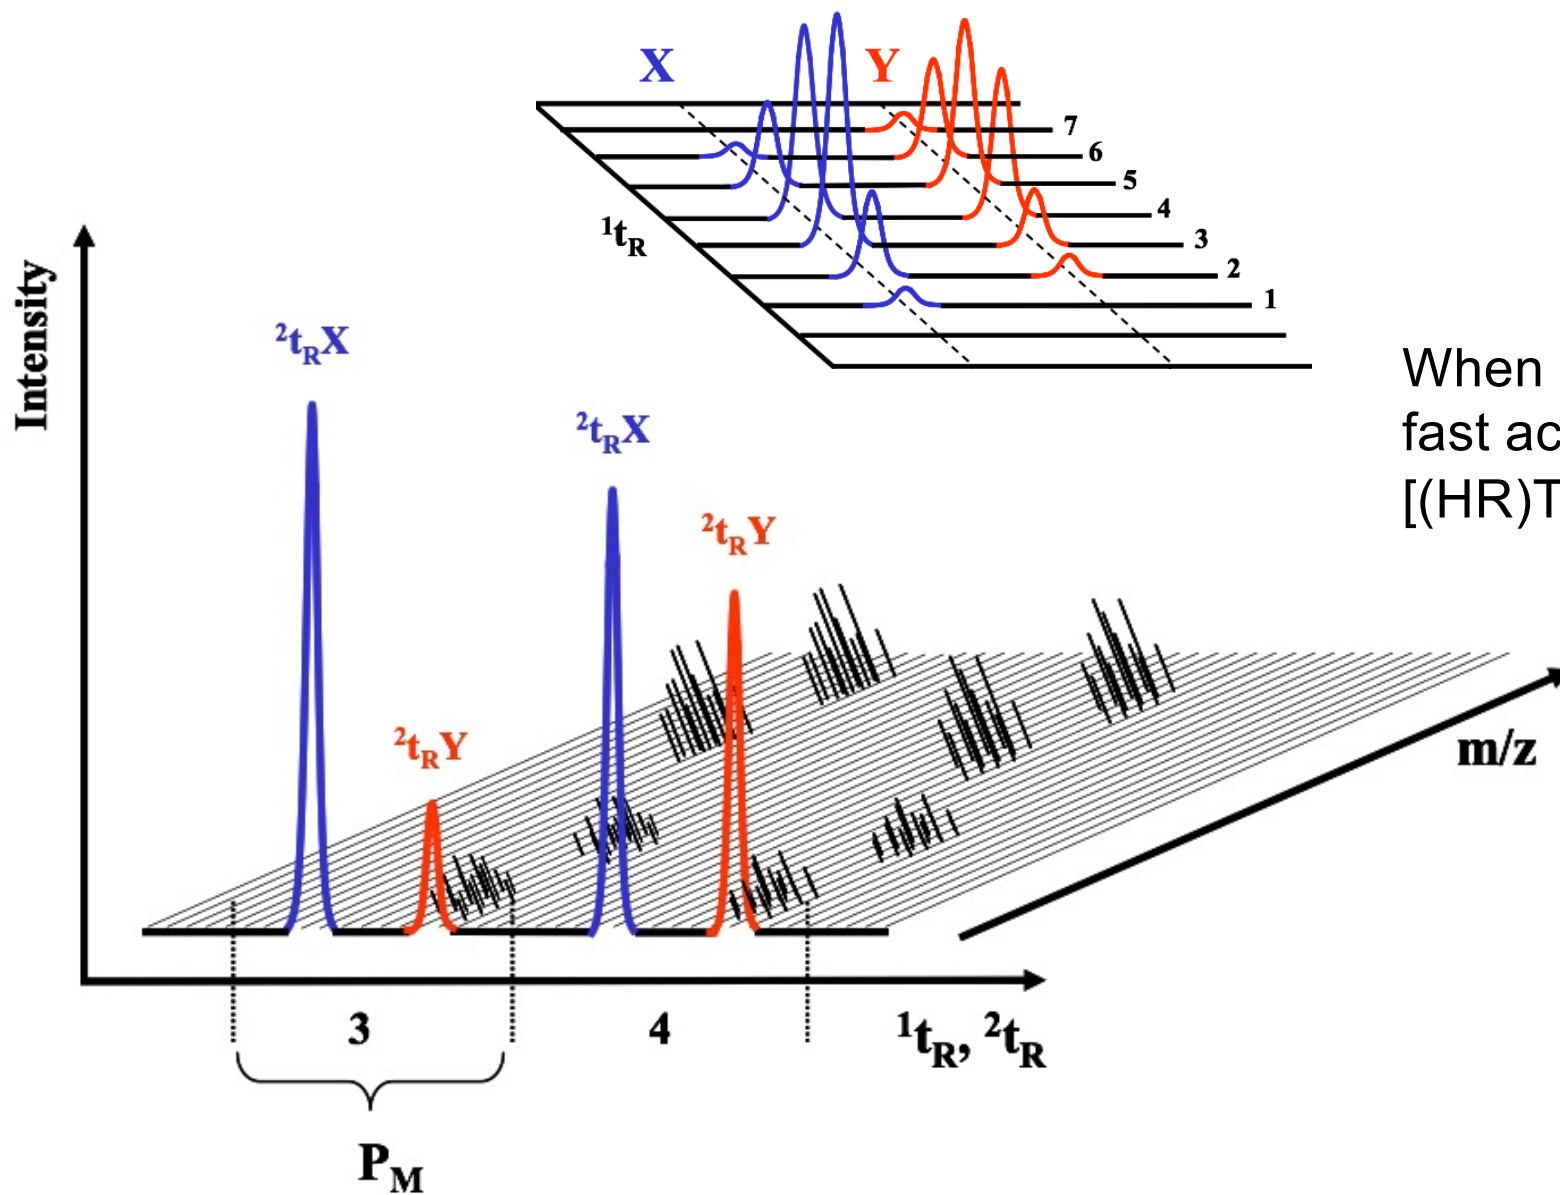 X
Y
7
6
5
4
3
2
1
¹tR
Intensity
²tRX
²tRX
²tRY
²tRY
When
fast ac
[(HR)T
m/z
3
4
¹tR, ²tR
PM